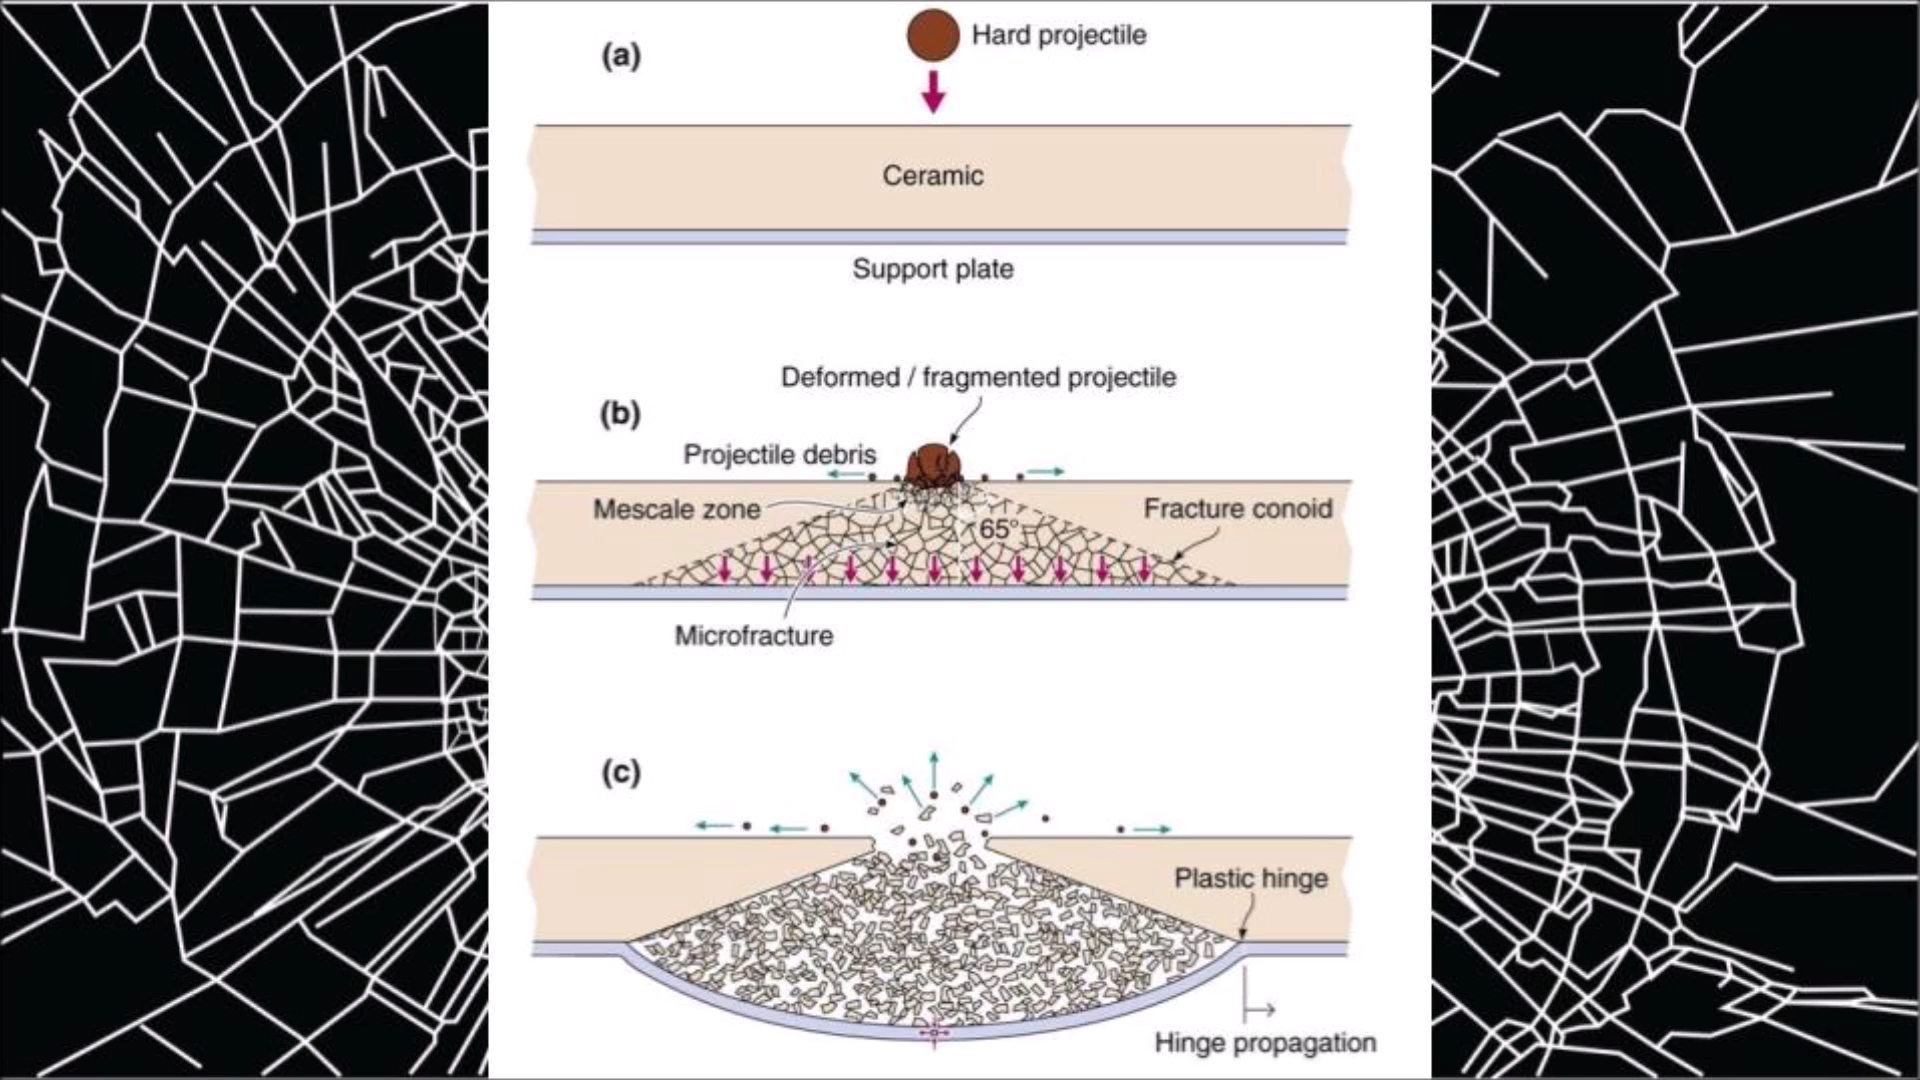 (a)
Hard projectile
Ceramic
Support plate
Deformed / fragmented projectile
(b)
Projectile debris
Mescale zone
Fracture conoid
65°
Microfracture
(c)
Plastic hinge
Hinge propagation